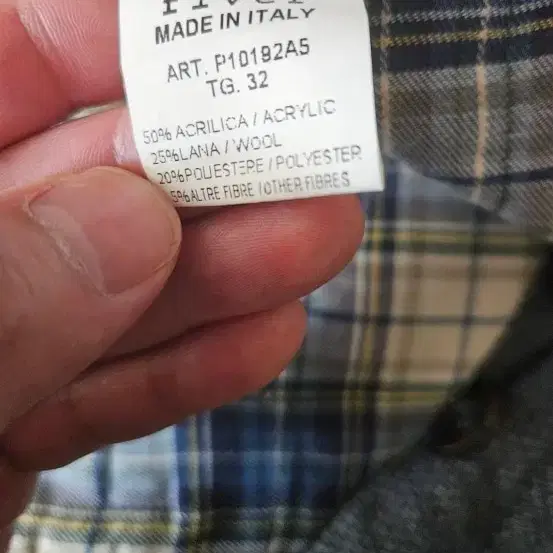 MADE IN ITALY
ART. P10192A5
TG. 32
50% ACRILICA / ACRYLIC
25% LANA / WOOL
20% POLIESTERE / POLYESTER
5% ALTRE FIBRE / OTHER FIBRES